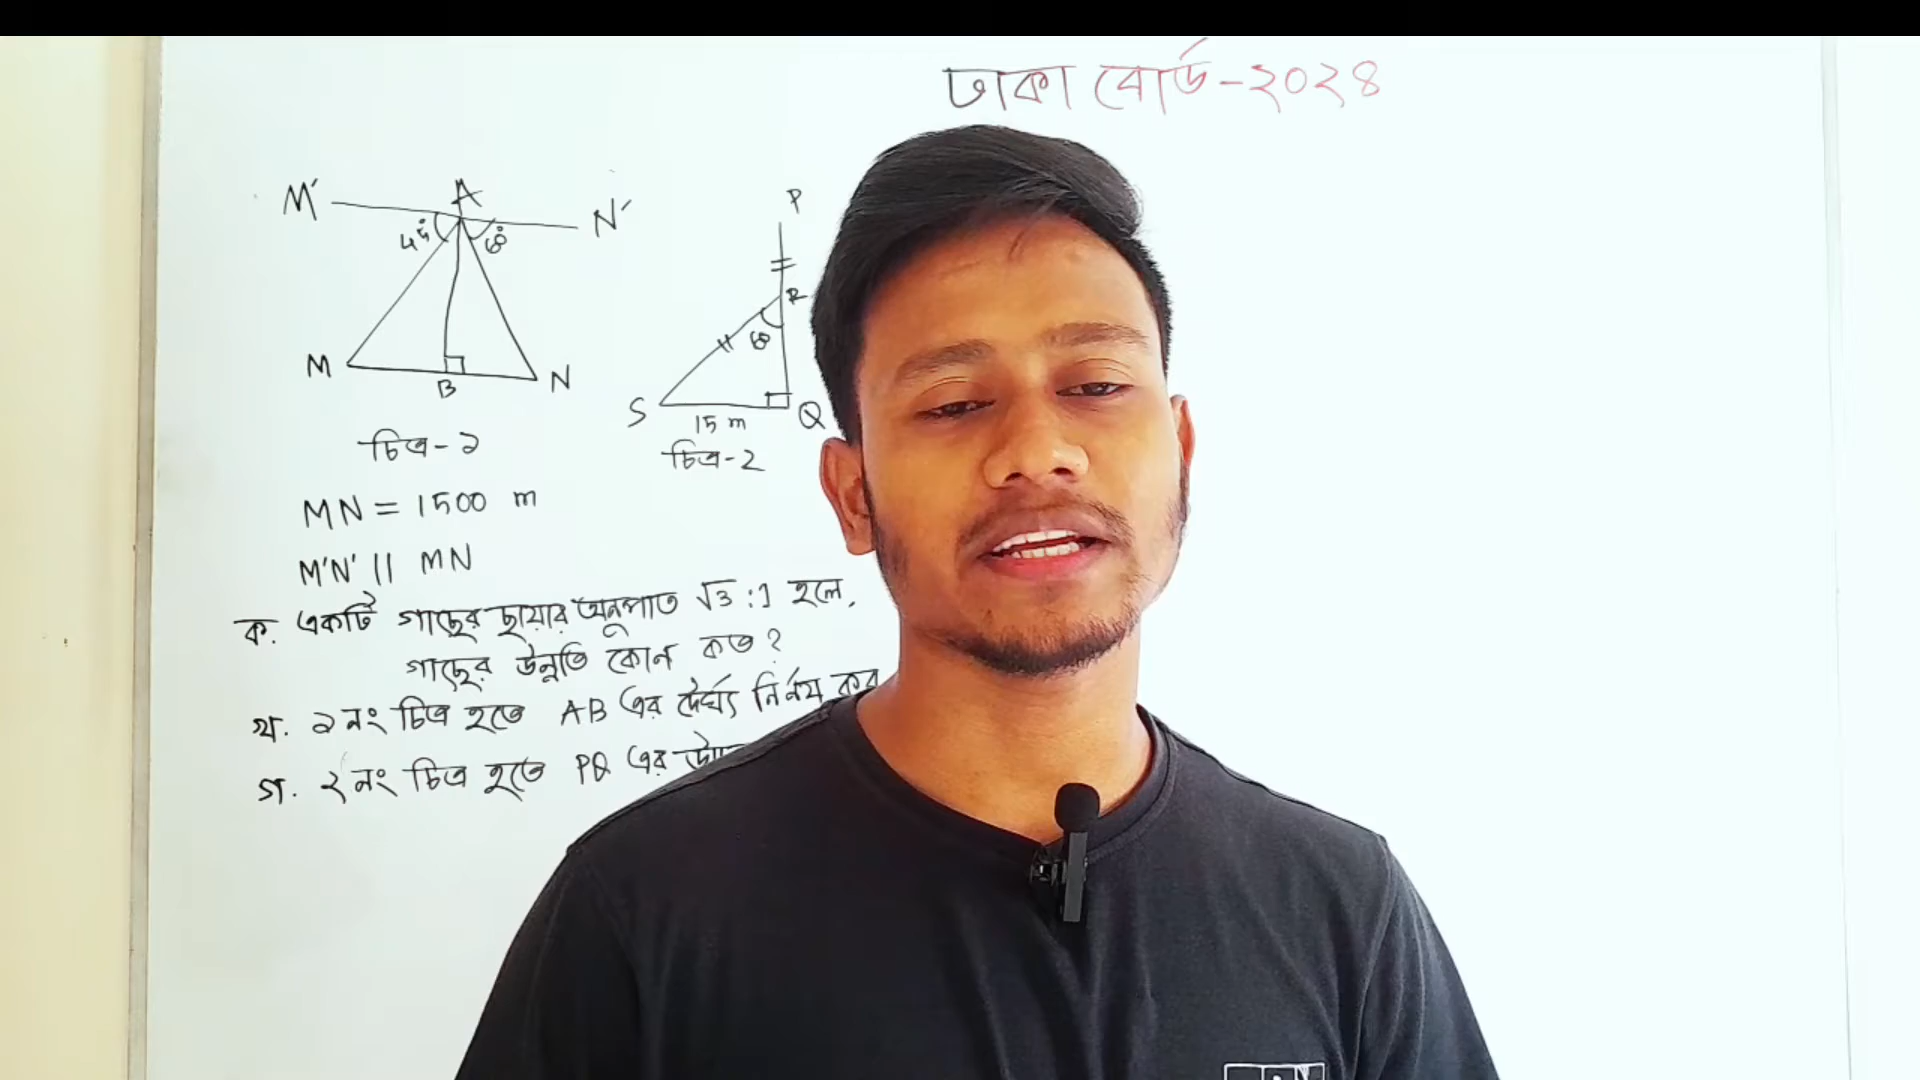 ঢাকা বোর্ড-২০২৪
M' A N'
45° 60°
M B N
চিত্র-১
P
R
60
S 15 m Q
চিত্র-2
MN = 1500 m
M'N' || MN
ক. একটি গাছের ছায়ার অনুপাত √3 : 1 হলে,
গাছের উন্নতি কোন কত ?
খ. ১নং চিত্র হতে AB এর দৈর্ঘ্য নির্নয় কর
গ. ২নং চিত্র হতে PQ এর